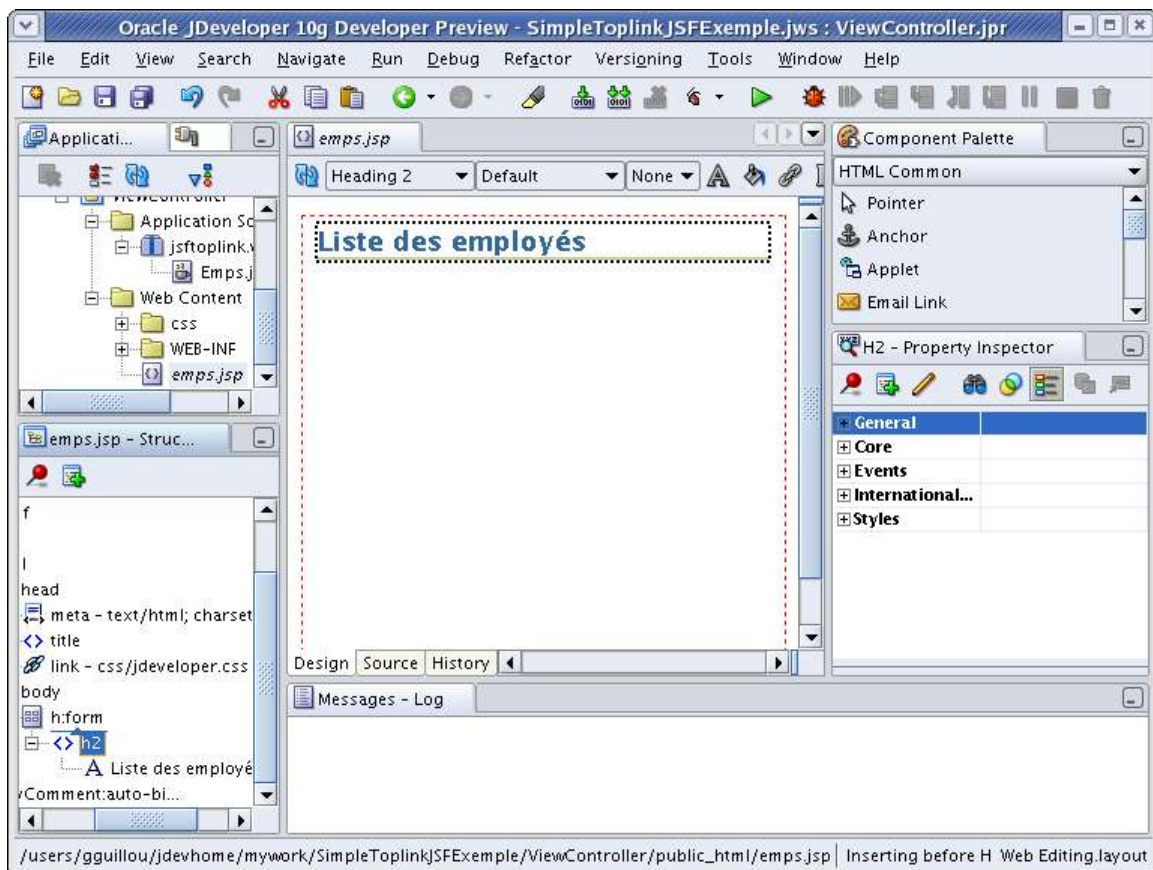 Oracle JDeveloper 10g Developer Preview - SimpleToplinkJSFExemple.jws : ViewController.jpr
File Edit View Search Navigate Run Debug Refactor Versioning Tools Window Help
Applicati...
ViewController
Application Sc
jsftoplink.v
Emps.j
Web Content
css
WEB-INF
emps.jsp
emps.jsp - Struc...
f
l
head
meta - text/html; charset
title
link - css/jdeveloper.css
body
h:form
h2
Liste des employé
Comment:auto-bi...
emps.jsp
Heading 2 Default None
Liste des employés
Design Source History
Messages - Log
Component Palette
HTML Common
Pointer
Anchor
Applet
Email Link
H2 - Property Inspector
General
Core
Events
International...
Styles
/users/gguillou/jdevhome/mywork/SimpleToplinkJSFExemple/ViewController/public_html/emps.jsp Inserting before H Web Editing.layout